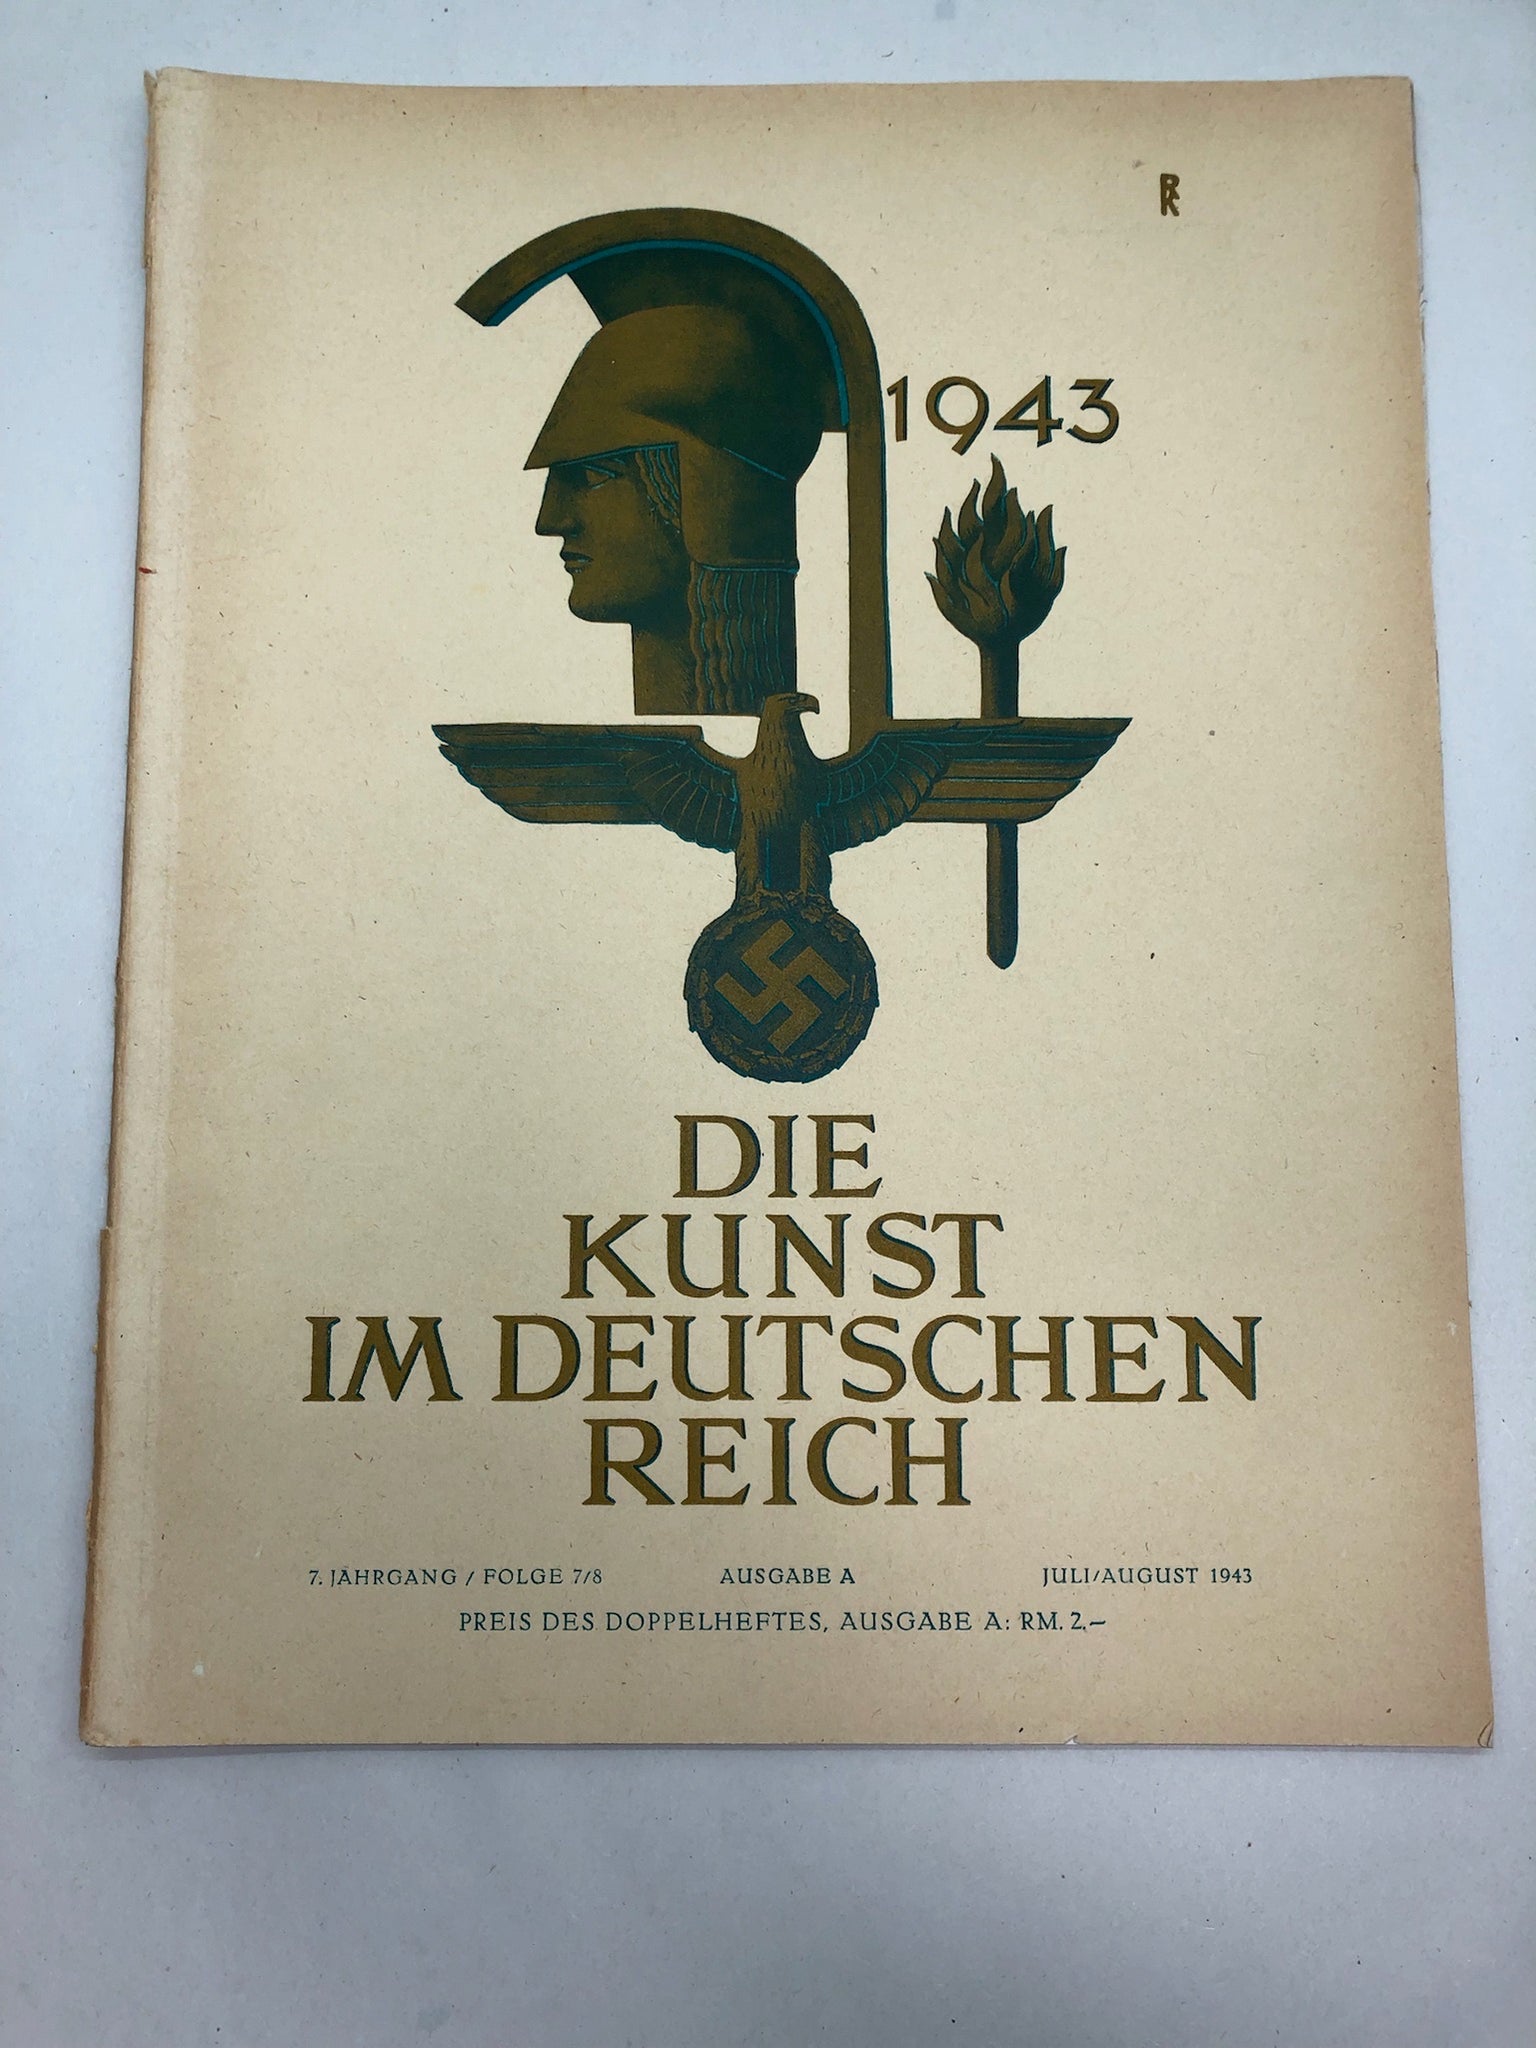 RK
1943
DIE
KUNST
IM DEUTSCHEN
REICH
7. JAHRGANG / FOLGE 7/8 AUSGABE A JULI/AUGUST 1943
PREIS DES DOPPELHEFTES, AUSGABE A: RM. 2.–